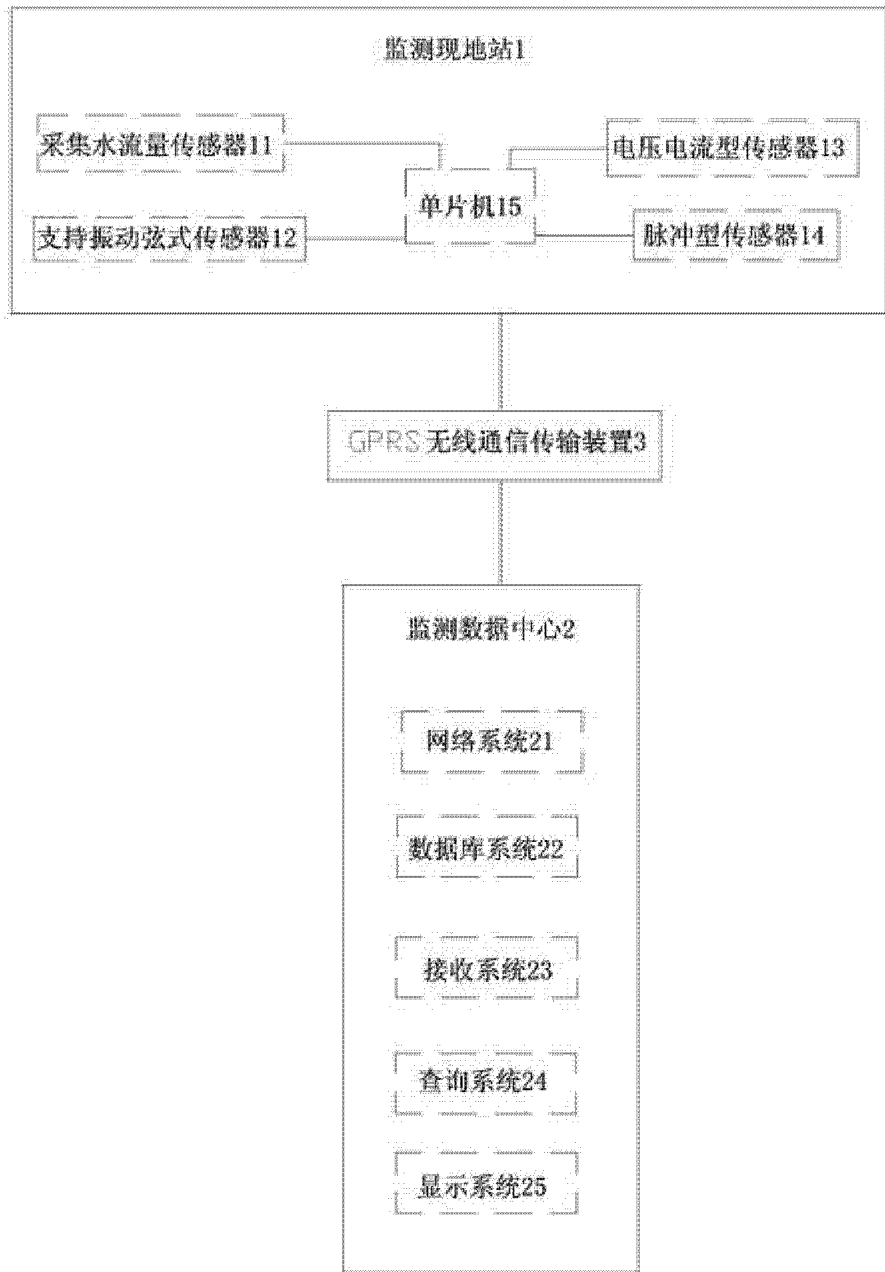 监测现地站1
采集水流量传感器11
电压电流型传感器13
单片机15
支持振动弦式传感器12
脉冲型传感器14
GPRS无线通信传输装置3
监测数据中心2
网络系统21
数据库系统22
接收系统23
查询系统24
显示系统25